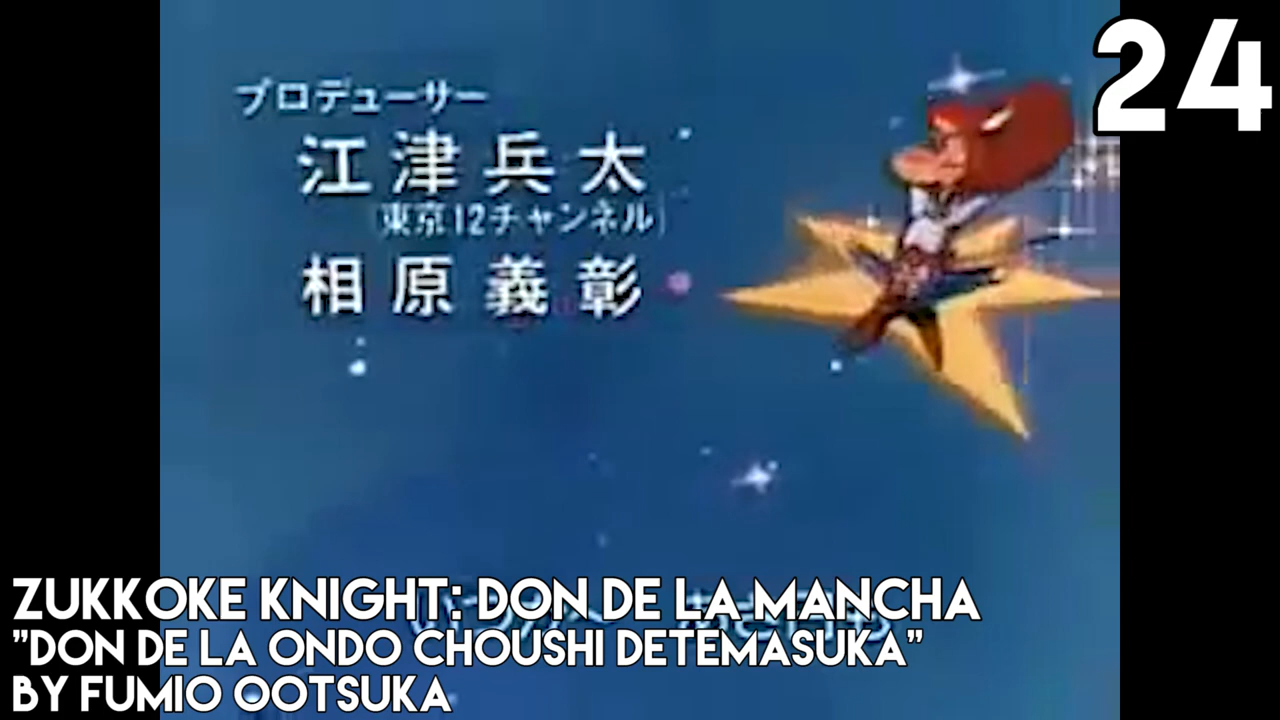 24
プロデューサー
江津兵太
(東京12チャンネル)
相原義彰
ZUKKOKE KNIGHT: DON DE LA MANCHA
"DON DE LA ONDO CHOUSHI DETEMASUKA"
BY FUMIO OOTSUKA